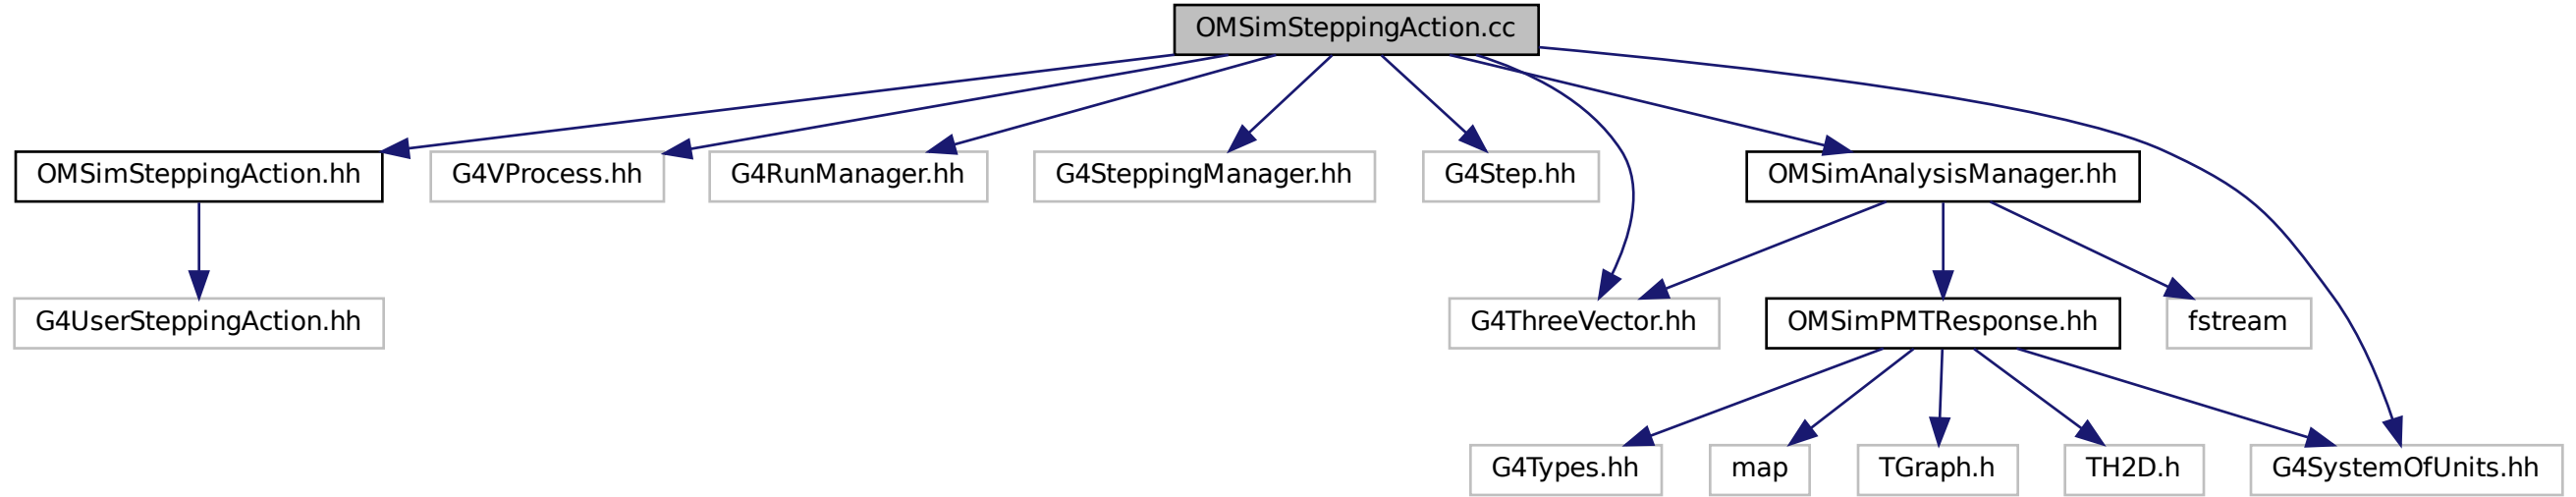 OMSimSteppingAction.cc
OMSimSteppingAction.hh
G4VProcess.hh
G4RunManager.hh
G4SteppingManager.hh
G4Step.hh
OMSimAnalysisManager.hh
G4UserSteppingAction.hh
G4ThreeVector.hh
OMSimPMTResponse.hh
fstream
G4Types.hh
map
TGraph.h
TH2D.h
G4SystemOfUnits.hh